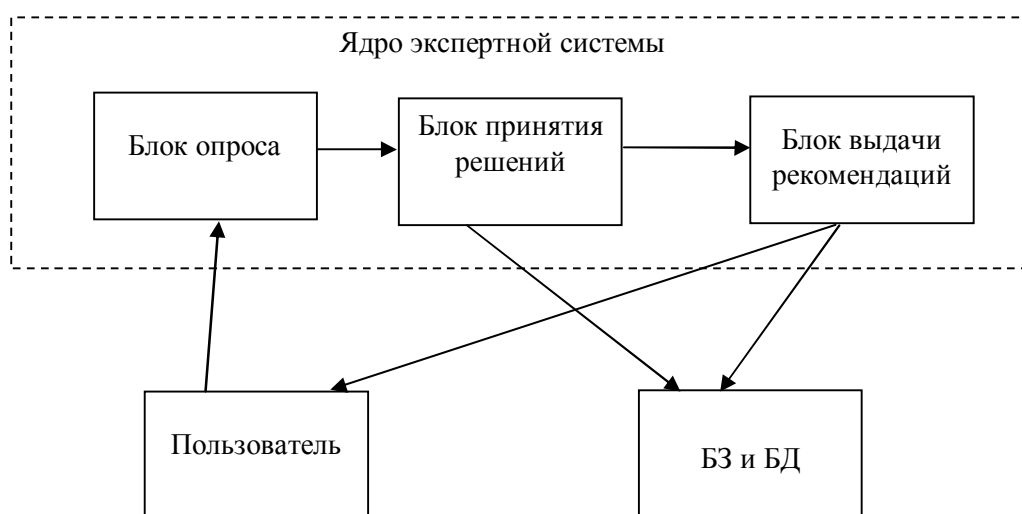 Ядро экспертной системы
Блок опроса
Блок принятия
решений
Блок выдачи
рекомендаций
Пользователь
БЗ и БД